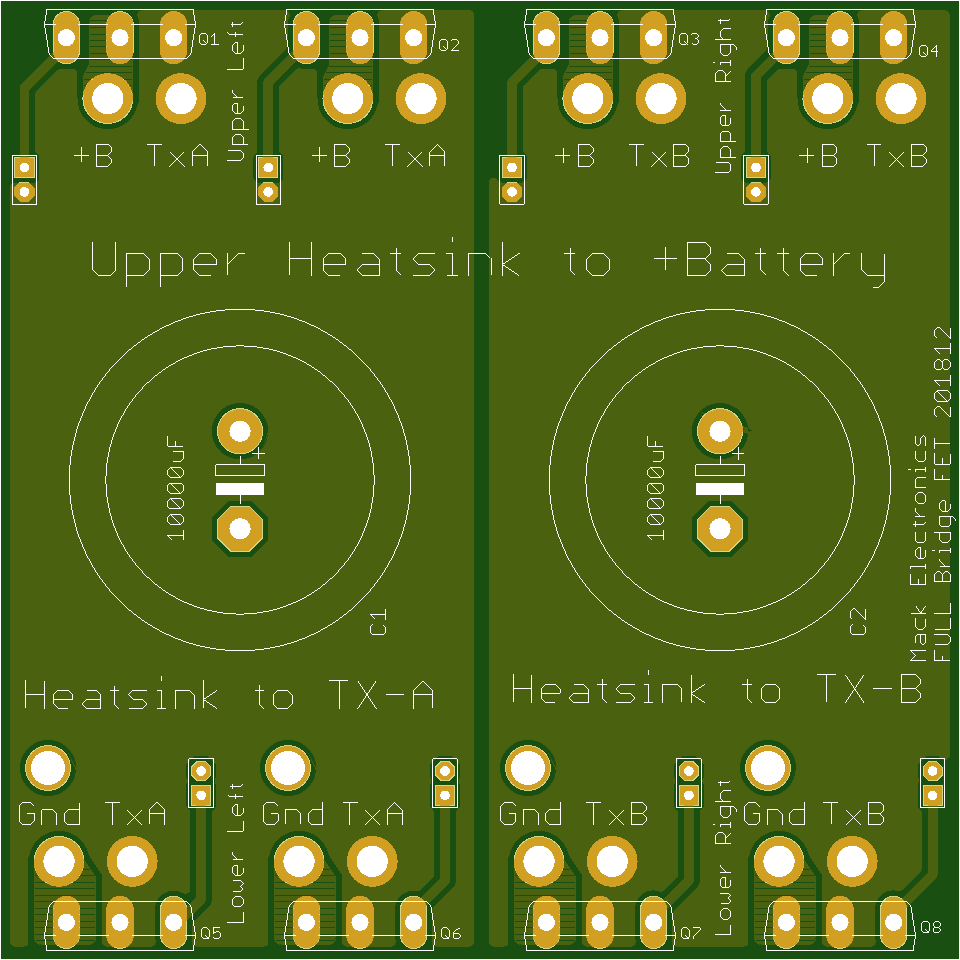 Q1
Upper Left
Q2
Q3
Upper Right
Q4
+B TxA
+B TxA
+B TxB
+B TxB
Upper Heatsink to +Battery
10000uF
+
C1
10000uF
+
C2
Mack Electronics
FULL Bridge FET 201812
Heatsink to TX-A
Heatsink to TX-B
Gnd TxA
Gnd TxA
Gnd TxB
Gnd TxB
Lower Left
Lower Right
Q5
Q6
Q7
Q8